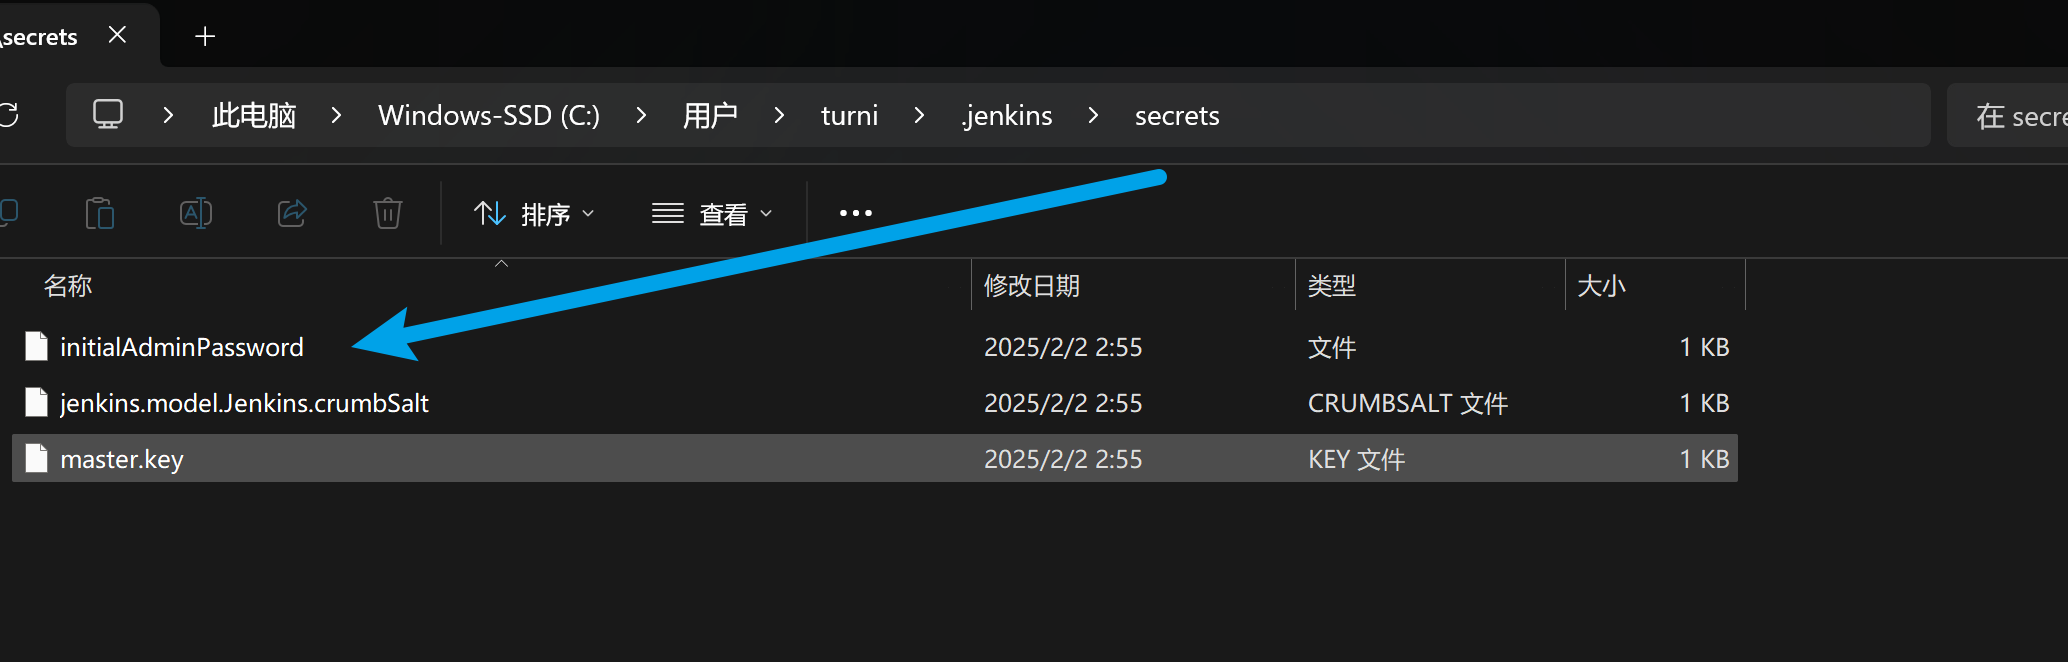 \secrets
此电脑 Windows-SSD (C:) 用户 turni .jenkins secrets 在 secre
排序 查看
名称 修改日期 类型 大小
initialAdminPassword 2025/2/2 2:55 文件 1 KB
jenkins.model.Jenkins.crumbSalt 2025/2/2 2:55 CRUMBSALT 文件 1 KB
master.key 2025/2/2 2:55 KEY 文件 1 KB